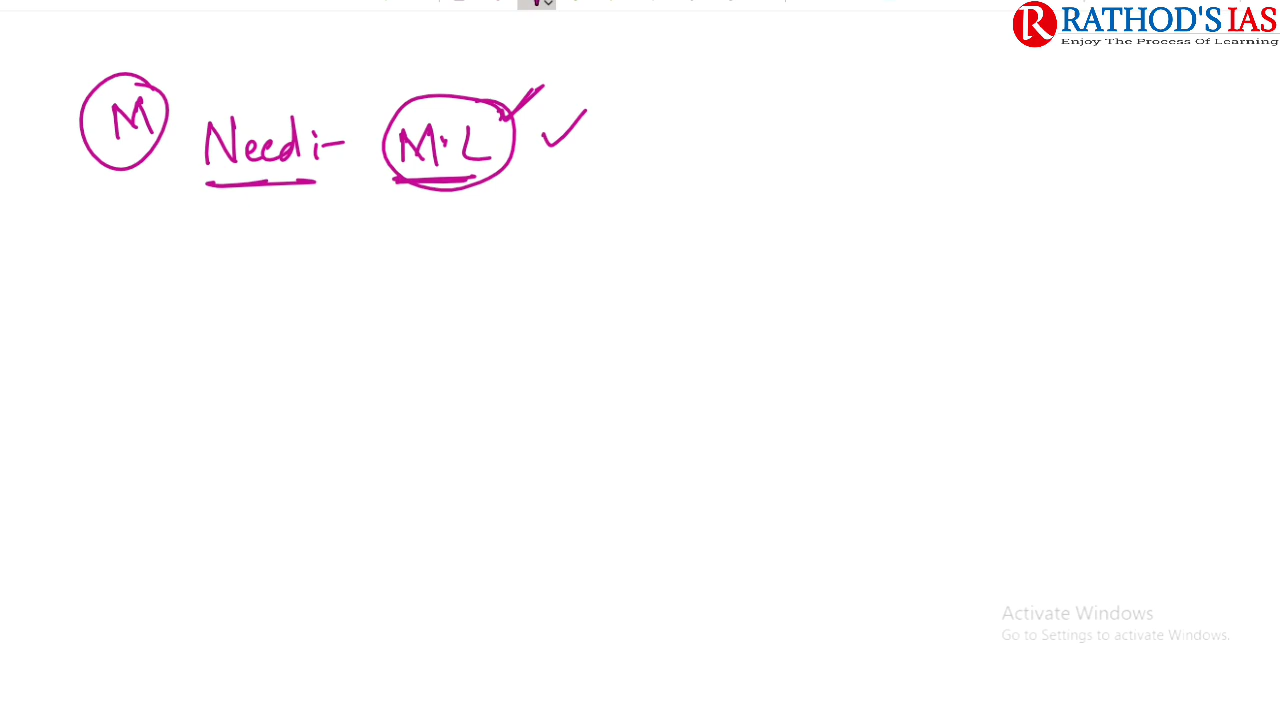 RATHOD'S IAS
Enjoy The Process Of Learning
M Need:- M.L
Activate Windows
Go to Settings to activate Windows.